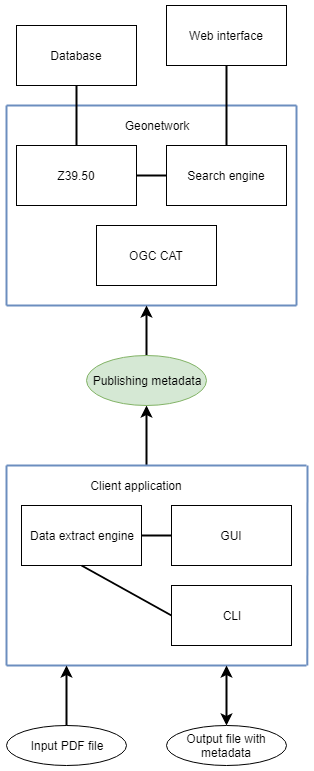 Web interface
Database
Geonetwork
Z39.50
Search engine
OGC CAT
Publishing metadata
Client application
Data extract engine
GUI
CLI
Input PDF file
Output file with
metadata